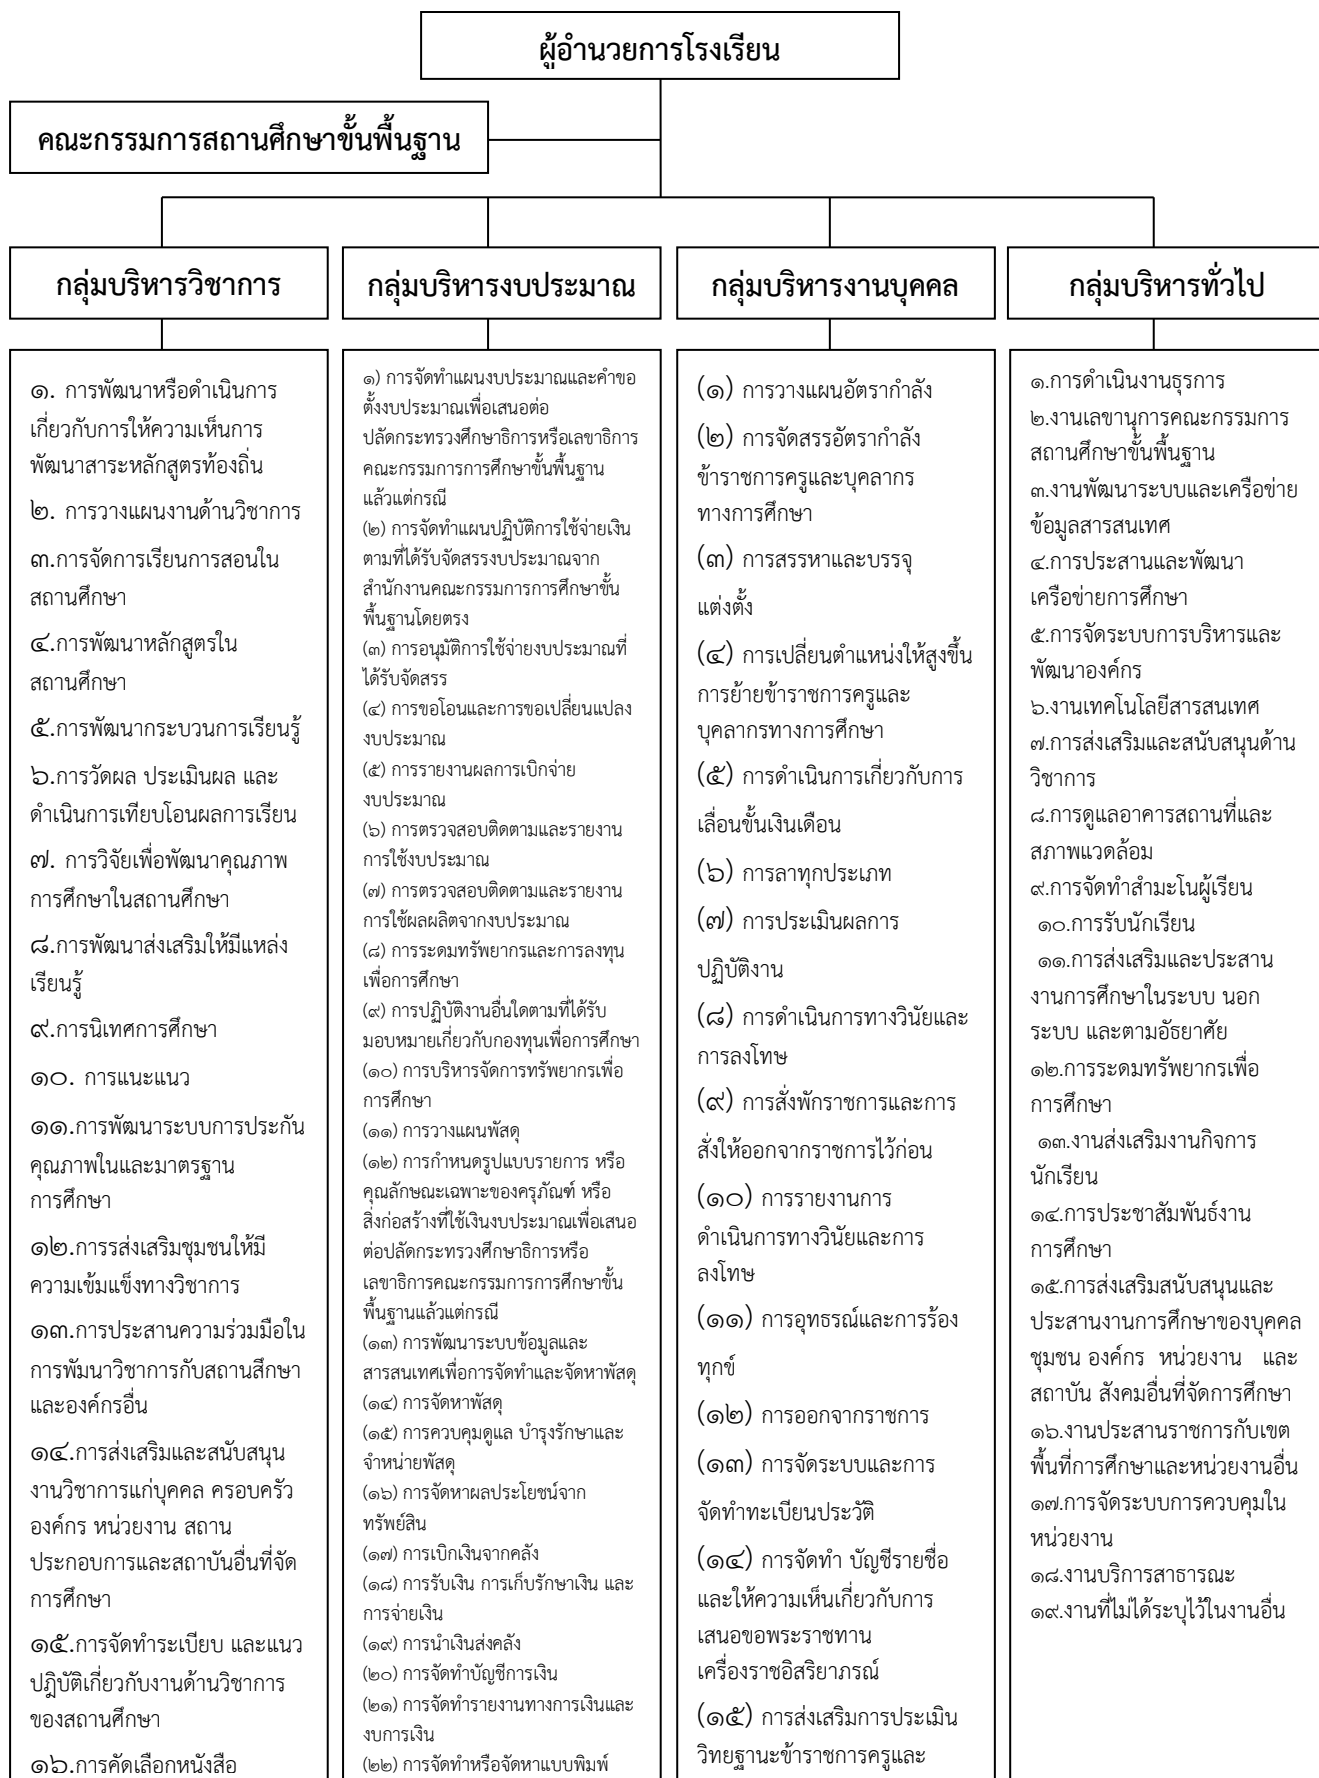 ผู้อำนวยการโรงเรียน
คณะกรรมการสถานศึกษาขั้นพื้นฐาน
กลุ่มบริหารวิชาการ
๑. การพัฒนาหรือดำเนินการ
เกี่ยวกับการให้ความเห็นการ
พัฒนาสาระหลักสูตรท้องถิ่น
๒. การวางแผนงานด้านวิชาการ
๓.การจัดการเรียนการสอนใน
สถานศึกษา
๔.การพัฒนาหลักสูตรใน
สถานศึกษา
๕.การพัฒนากระบวนการเรียนรู้
๖.การวัดผล ประเมินผล และ
ดำเนินการเทียบโอนผลการเรียน
๗. การวิจัยเพื่อพัฒนาคุณภาพ
การศึกษาในสถานศึกษา
๘.การพัฒนาส่งเสริมให้มีแหล่ง
เรียนรู้
๙.การนิเทศการศึกษา
๑๐. การแนะแนว
๑๑.การพัฒนาระบบการประกัน
คุณภาพในและมาตรฐาน
การศึกษา
๑๒.การรส่งเสริมชุมชนให้มี
ความเข้มแข็งทางวิชาการ
๑๓.การประสานความร่วมมือใน
การพัมนาวิชาการกับสถานสึกษา
และองค์กรอื่น
๑๔.การส่งเสริมและสนับสนุน
งานวิชาการแก่บุคคล ครอบครัว
องค์กร หน่วยงาน สถาน
ประกอบการและสถาบันอื่นที่จัด
การศึกษา
๑๕.การจัดทำระเบียบ และแนว
ปฎิบัติเกี่ยวกับงานด้านวิชาการ
ของสถานศึกษา
๑๖.การคัดเลือกหนังสือ
กลุ่มบริหารงบประมาณ
๑) การจัดทำแผนงบประมาณและคำขอ
ตั้งงบประมาณเพื่อเสนอต่อ
ปลัดกระทรวงศึกษาธิการหรือเลขาธิการ
คณะกรรมการการศึกษาขั้นพื้นฐาน
แล้วแต่กรณี
(๒) การจัดทำแผนปฏิบัติการใช้จ่ายเงิน
ตามที่ได้รับจัดสรรงบประมาณจาก
สำนักงานคณะกรรมการการศึกษาขั้น
พื้นฐานโดยตรง
(๓) การอนุมัติการใช้จ่ายงบประมาณที่
ได้รับจัดสรร
(๔) การขอโอนและการขอเปลี่ยนแปลง
งบประมาณ
(๕) การรายงานผลการเบิกจ่าย
งบประมาณ
(๖) การตรวจสอบติดตามและรายงาน
การใช้งบประมาณ
(๗) การตรวจสอบติดตามและรายงาน
การใช้ผลผลิตจากงบประมาณ
(๘) การระดมทรัพยากรและการลงทุน
เพื่อการศึกษา
(๙) การปฏิบัติงานอื่นใดตามที่ได้รับ
มอบหมายเกี่ยวกับกองทุนเพื่อการศึกษา
(๑๐) การบริหารจัดการทรัพยากรเพื่อ
การศึกษา
(๑๑) การวางแผนพัสดุ
(๑๒) การกำหนดรูปแบบรายการ หรือ
คุณลักษณะเฉพาะของครุภัณฑ์ หรือ
สิ่งก่อสร้างที่ใช้เงินงบประมาณเพื่อเสนอ
ต่อปลัดกระทรวงศึกษาธิการหรือ
เลขาธิการคณะกรรมการการศึกษาขั้น
พื้นฐานแล้วแต่กรณี
(๑๓) การพัฒนาระบบข้อมูลและ
สารสนเทศเพื่อการจัดทำและจัดหาพัสดุ
(๑๔) การจัดหาพัสดุ
(๑๕) การควบคุมดูแล บำรุงรักษาและ
จำหน่ายพัสดุ
(๑๖) การจัดหาผลประโยชน์จาก
ทรัพย์สิน
(๑๗) การเบิกเงินจากคลัง
(๑๘) การรับเงิน การเก็บรักษาเงิน และ
การจ่ายเงิน
(๑๙) การนำเงินส่งคลัง
(๒๐) การจัดทำบัญชีการเงิน
(๒๑) การจัดทำรายงานทางการเงินและ
งบการเงิน
(๒๒) การจัดทำหรือจัดหาแบบพิมพ์
กลุ่มบริหารงานบุคคล
(๑) การวางแผนอัตรากำลัง
(๒) การจัดสรรอัตรากำลัง
ข้าราชการครูและบุคลากร
ทางการศึกษา
(๓) การสรรหาและบรรจุ
แต่งตั้ง
(๔) การเปลี่ยนตำแหน่งให้สูงขึ้น
การย้ายข้าราชการครูและ
บุคลากรทางการศึกษา
(๕) การดำเนินการเกี่ยวกับการ
เลื่อนขั้นเงินเดือน
(๖) การลาทุกประเภท
(๗) การประเมินผลการ
ปฏิบัติงาน
(๘) การดำเนินการทางวินัยและ
การลงโทษ
(๙) การสั่งพักราชการและการ
สั่งให้ออกจากราชการไว้ก่อน
(๑๐) การรายงานการ
ดำเนินการทางวินัยและการ
ลงโทษ
(๑๑) การอุทธรณ์และการร้อง
ทุกข์
(๑๒) การออกจากราชการ
(๑๓) การจัดระบบและการ
จัดทำทะเบียนประวัติ
(๑๔) การจัดทำ บัญชีรายชื่อ
และให้ความเห็นเกี่ยวกับการ
เสนอขอพระราชทาน
เครื่องราชอิสริยาภรณ์
(๑๕) การส่งเสริมการประเมิน
วิทยฐานะข้าราชการครูและ
กลุ่มบริหารทั่วไป
๑.การดำเนินงานธุรการ
๒.งานเลขานุการคณะกรรมการ
สถานศึกษาขั้นพื้นฐาน
๓.งานพัฒนาระบบและเครือข่าย
ข้อมูลสารสนเทศ
๔.การประสานและพัฒนา
เครือข่ายการศึกษา
๕.การจัดระบบการบริหารและ
พัฒนาองค์กร
๖.งานเทคโนโลยีสารสนเทศ
๗.การส่งเสริมและสนับสนุนด้าน
วิชาการ
๘.การดูแลอาคารสถานที่และ
สภาพแวดล้อม
๙.การจัดทำสำมะโนผู้เรียน
๑๐.การรับนักเรียน
๑๑.การส่งเสริมและประสาน
งานการศึกษาในระบบ นอก
ระบบ และตามอัธยาศัย
๑๒.การระดมทรัพยากรเพื่อ
การศึกษา
๑๓.งานส่งเสริมงานกิจการ
นักเรียน
๑๔.การประชาสัมพันธ์งาน
การศึกษา
๑๕.การส่งเสริมสนับสนุนและ
ประสานงานการศึกษาของบุคคล
ชุมชน องค์กร หน่วยงาน และ
สถาบัน สังคมอื่นที่จัดการศึกษา
๑๖.งานประสานราชการกับเขต
พื้นที่การศึกษาและหน่วยงานอื่น
๑๗.การจัดระบบการควบคุมใน
หน่วยงาน
๑๘.งานบริการสาธารณะ
๑๙.งานที่ไม่ได้ระบุไว้ในงานอื่น